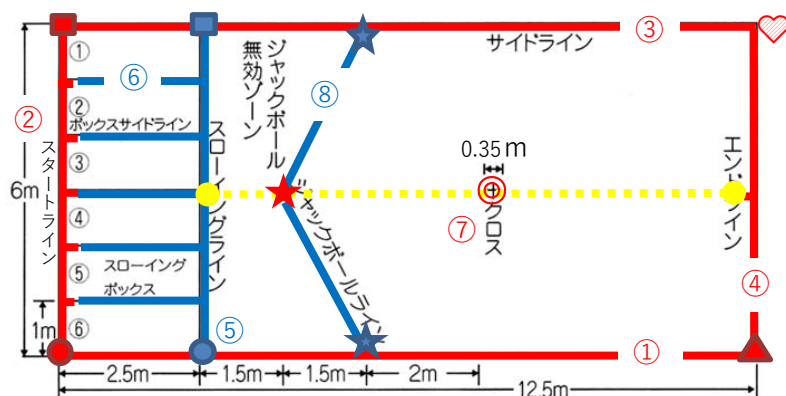 ③
サイドライン
①
⑥
⑧
②
②
ボックスサイドライン
ジャックボール
無効ゾーン
スローイングライン
スタートライン
③
0.35m
6m
エンドライン
クロス
④
⑦
ジャックボールライン
⑤
スローイング
ボックス
④
1m
⑥
⑤
①
2.5m
1.5m
1.5m
2m
12.5m